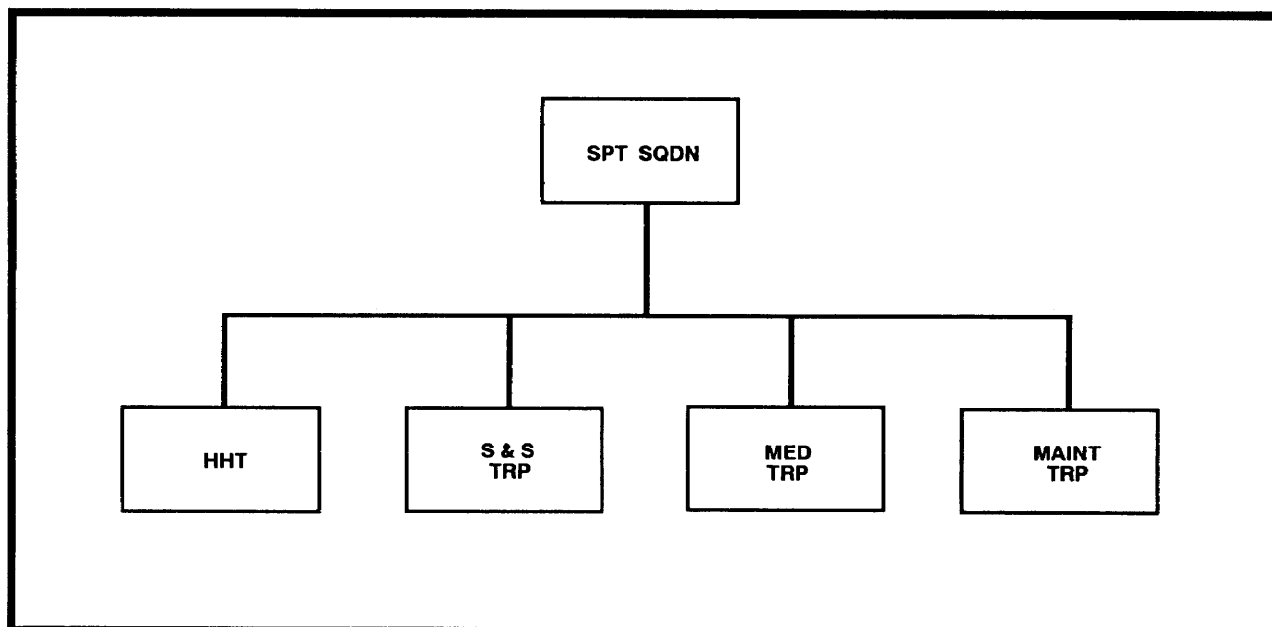 SPT SQDN
HHT
S & S
TRP
MED
TRP
MAINT
TRP